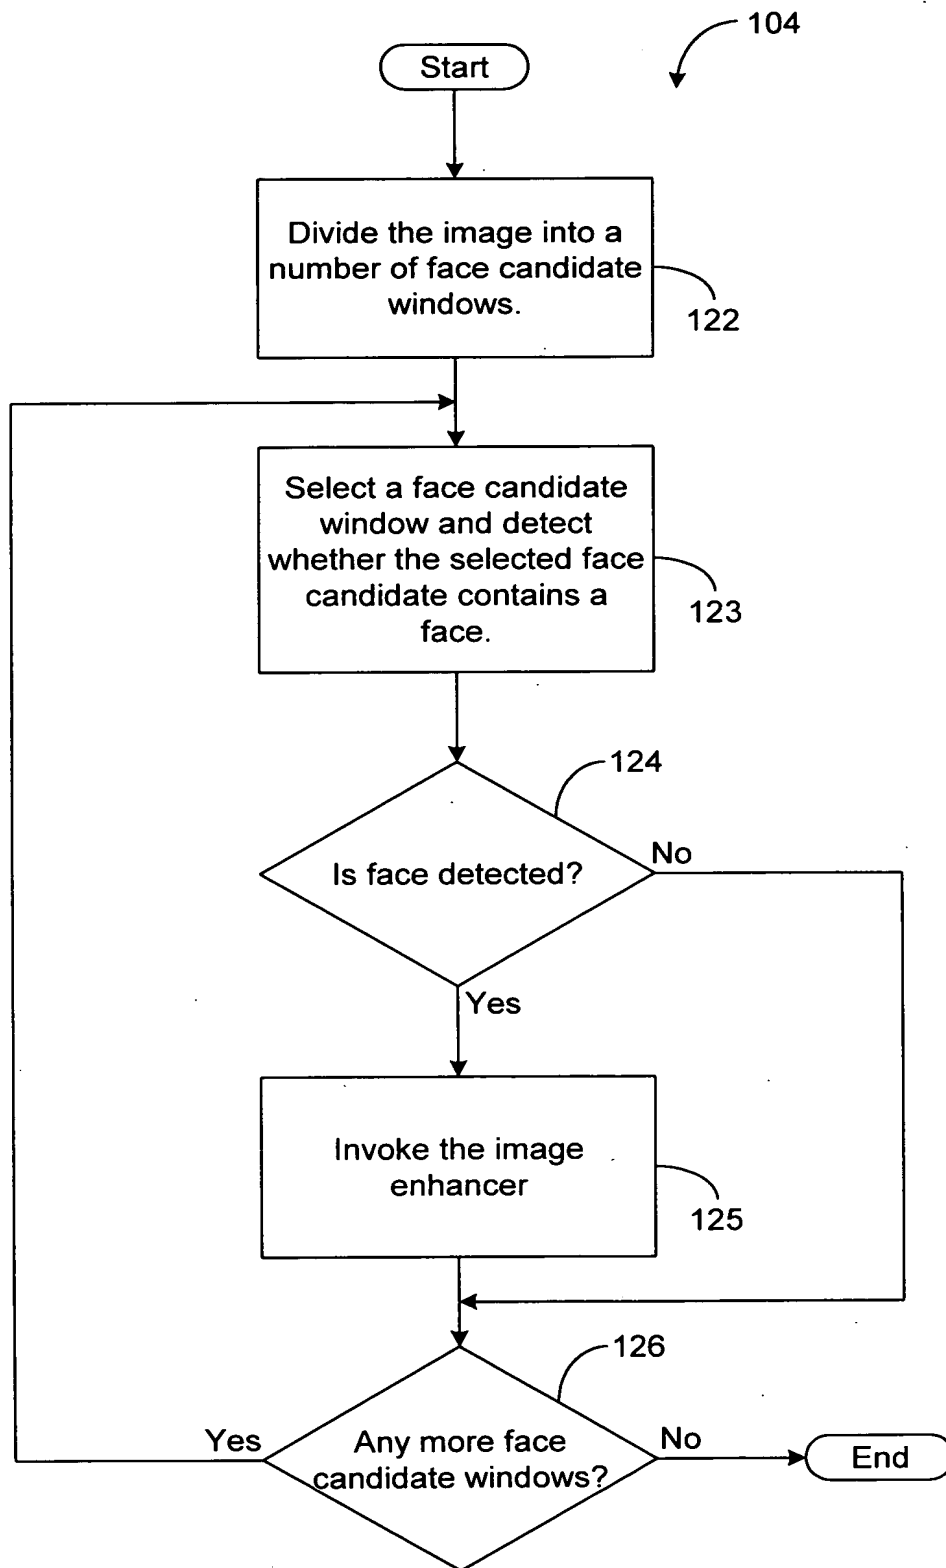 104
Start
Divide the image into a
number of face candidate
windows.
122
Select a face candidate
window and detect
whether the selected face
candidate contains a
face.
123
124
Is face detected?
No
Yes
Invoke the image
enhancer
125
126
Yes
Any more face
candidate windows?
No
End